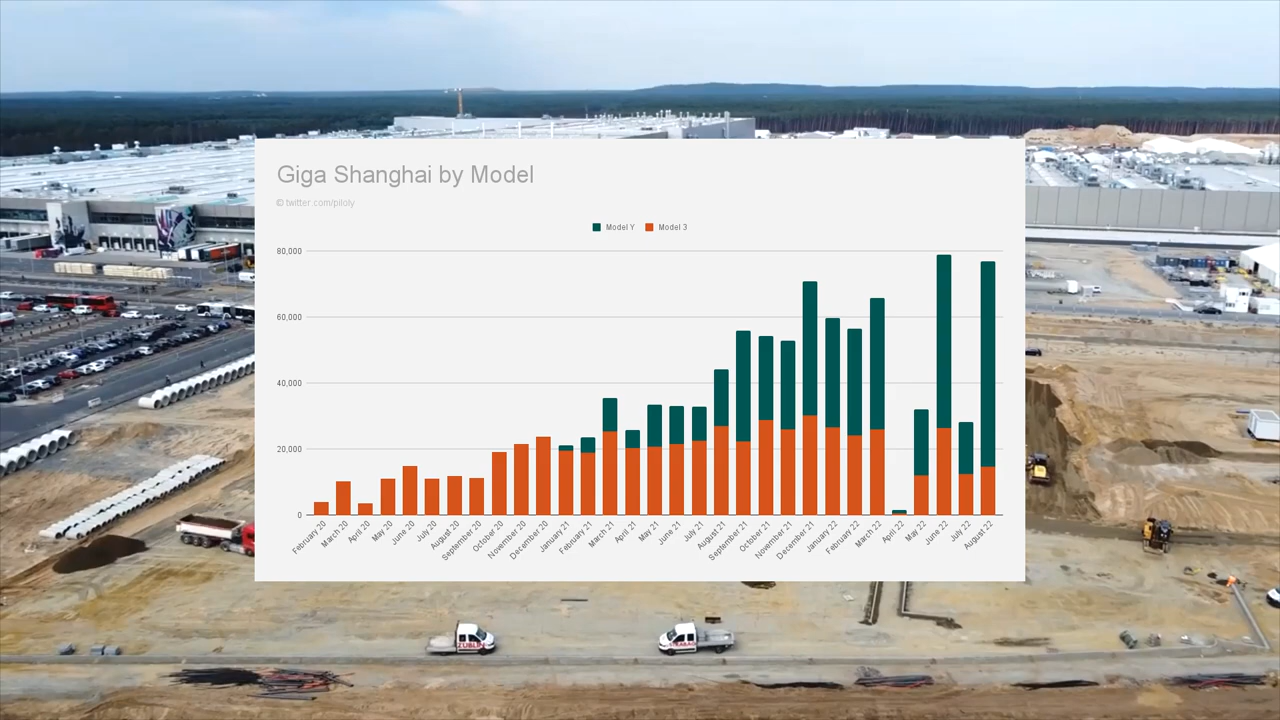 Giga Shanghai by Model
© twitter.com/piloly
Model Y
Model 3
80,000
60,000
40,000
20,000
0
February 20
March 20
April 20
May 20
June 20
July 20
August 20
September 20
October 20
November 20
December 20
January 21
February 21
March 21
April 21
May 21
June 21
July 21
August 21
September 21
October 21
November 21
December 21
January 22
February 22
March 22
April 22
May 22
June 22
July 22
August 22
ZÜBLIN
STRABAG